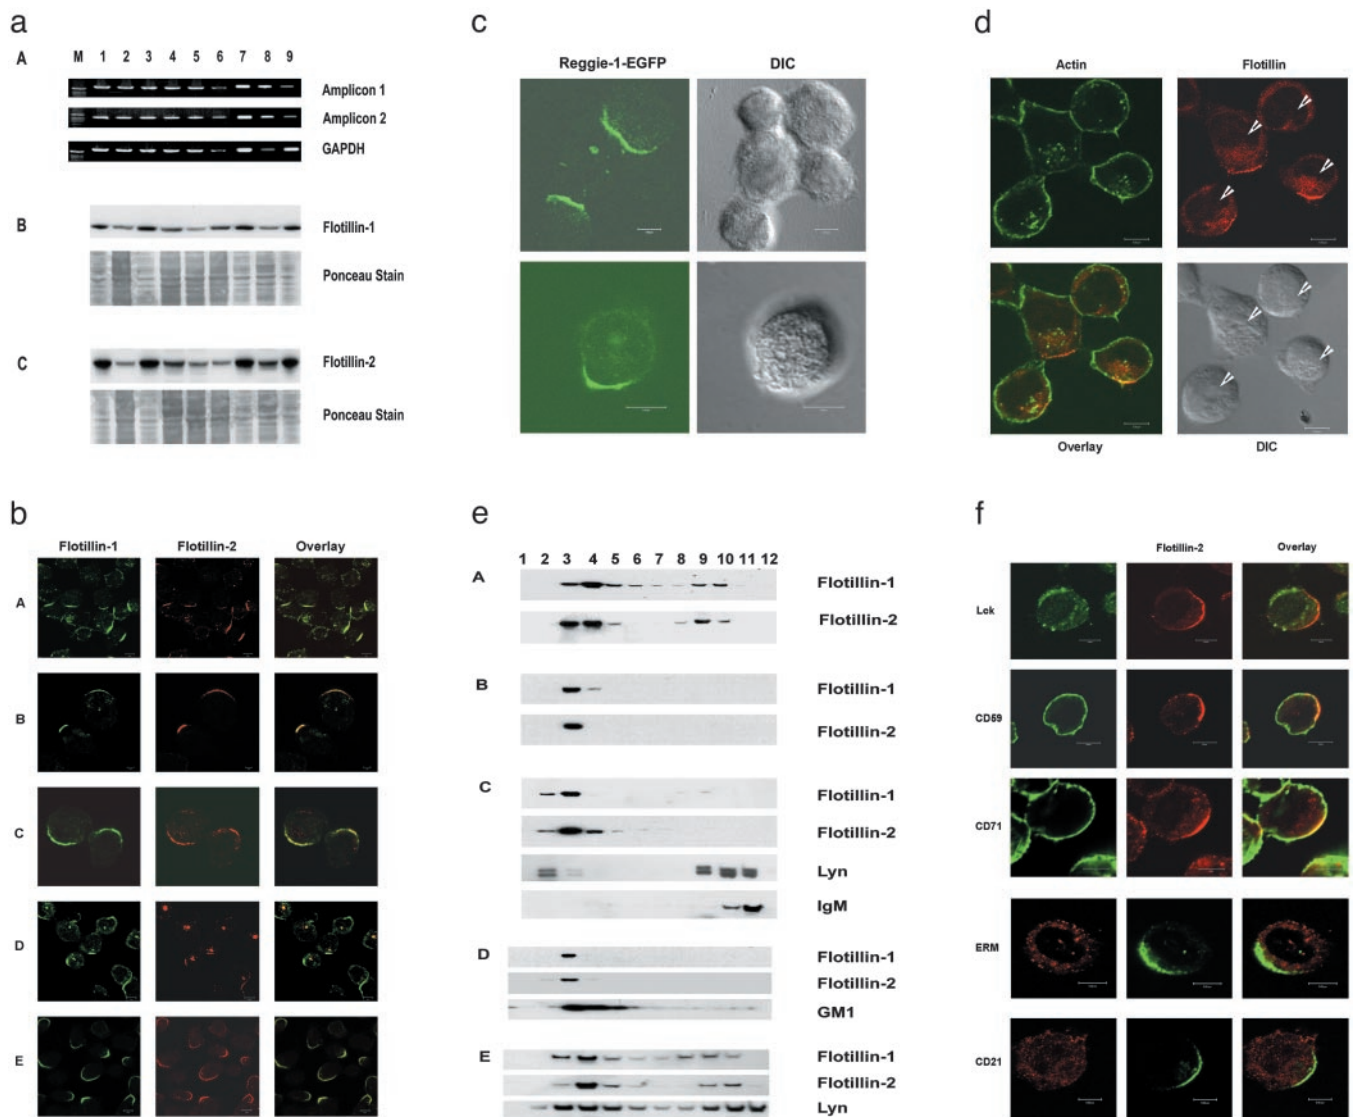 a
A
M 1 2 3 4 5 6 7 8 9
Amplicon 1
Amplicon 2
GAPDH
B
Flotillin-1
Ponceau Stain
C
Flotillin-2
Ponceau Stain
b
Flotillin-1 Flotillin-2 Overlay
A
B
C
D
E
c
Reggie-1-EGFP DIC
d
Actin Flotillin
Overlay DIC
e
1 2 3 4 5 6 7 8 9 10 11 12
A
Flotillin-1
Flotillin-2
B
Flotillin-1
Flotillin-2
C
Flotillin-1
Flotillin-2
Lyn
IgM
D
Flotillin-1
Flotillin-2
GM1
E
Flotillin-1
Flotillin-2
Lyn
f
Flotillin-2 Overlay
Lck
CD59
CD71
ERM
CD21